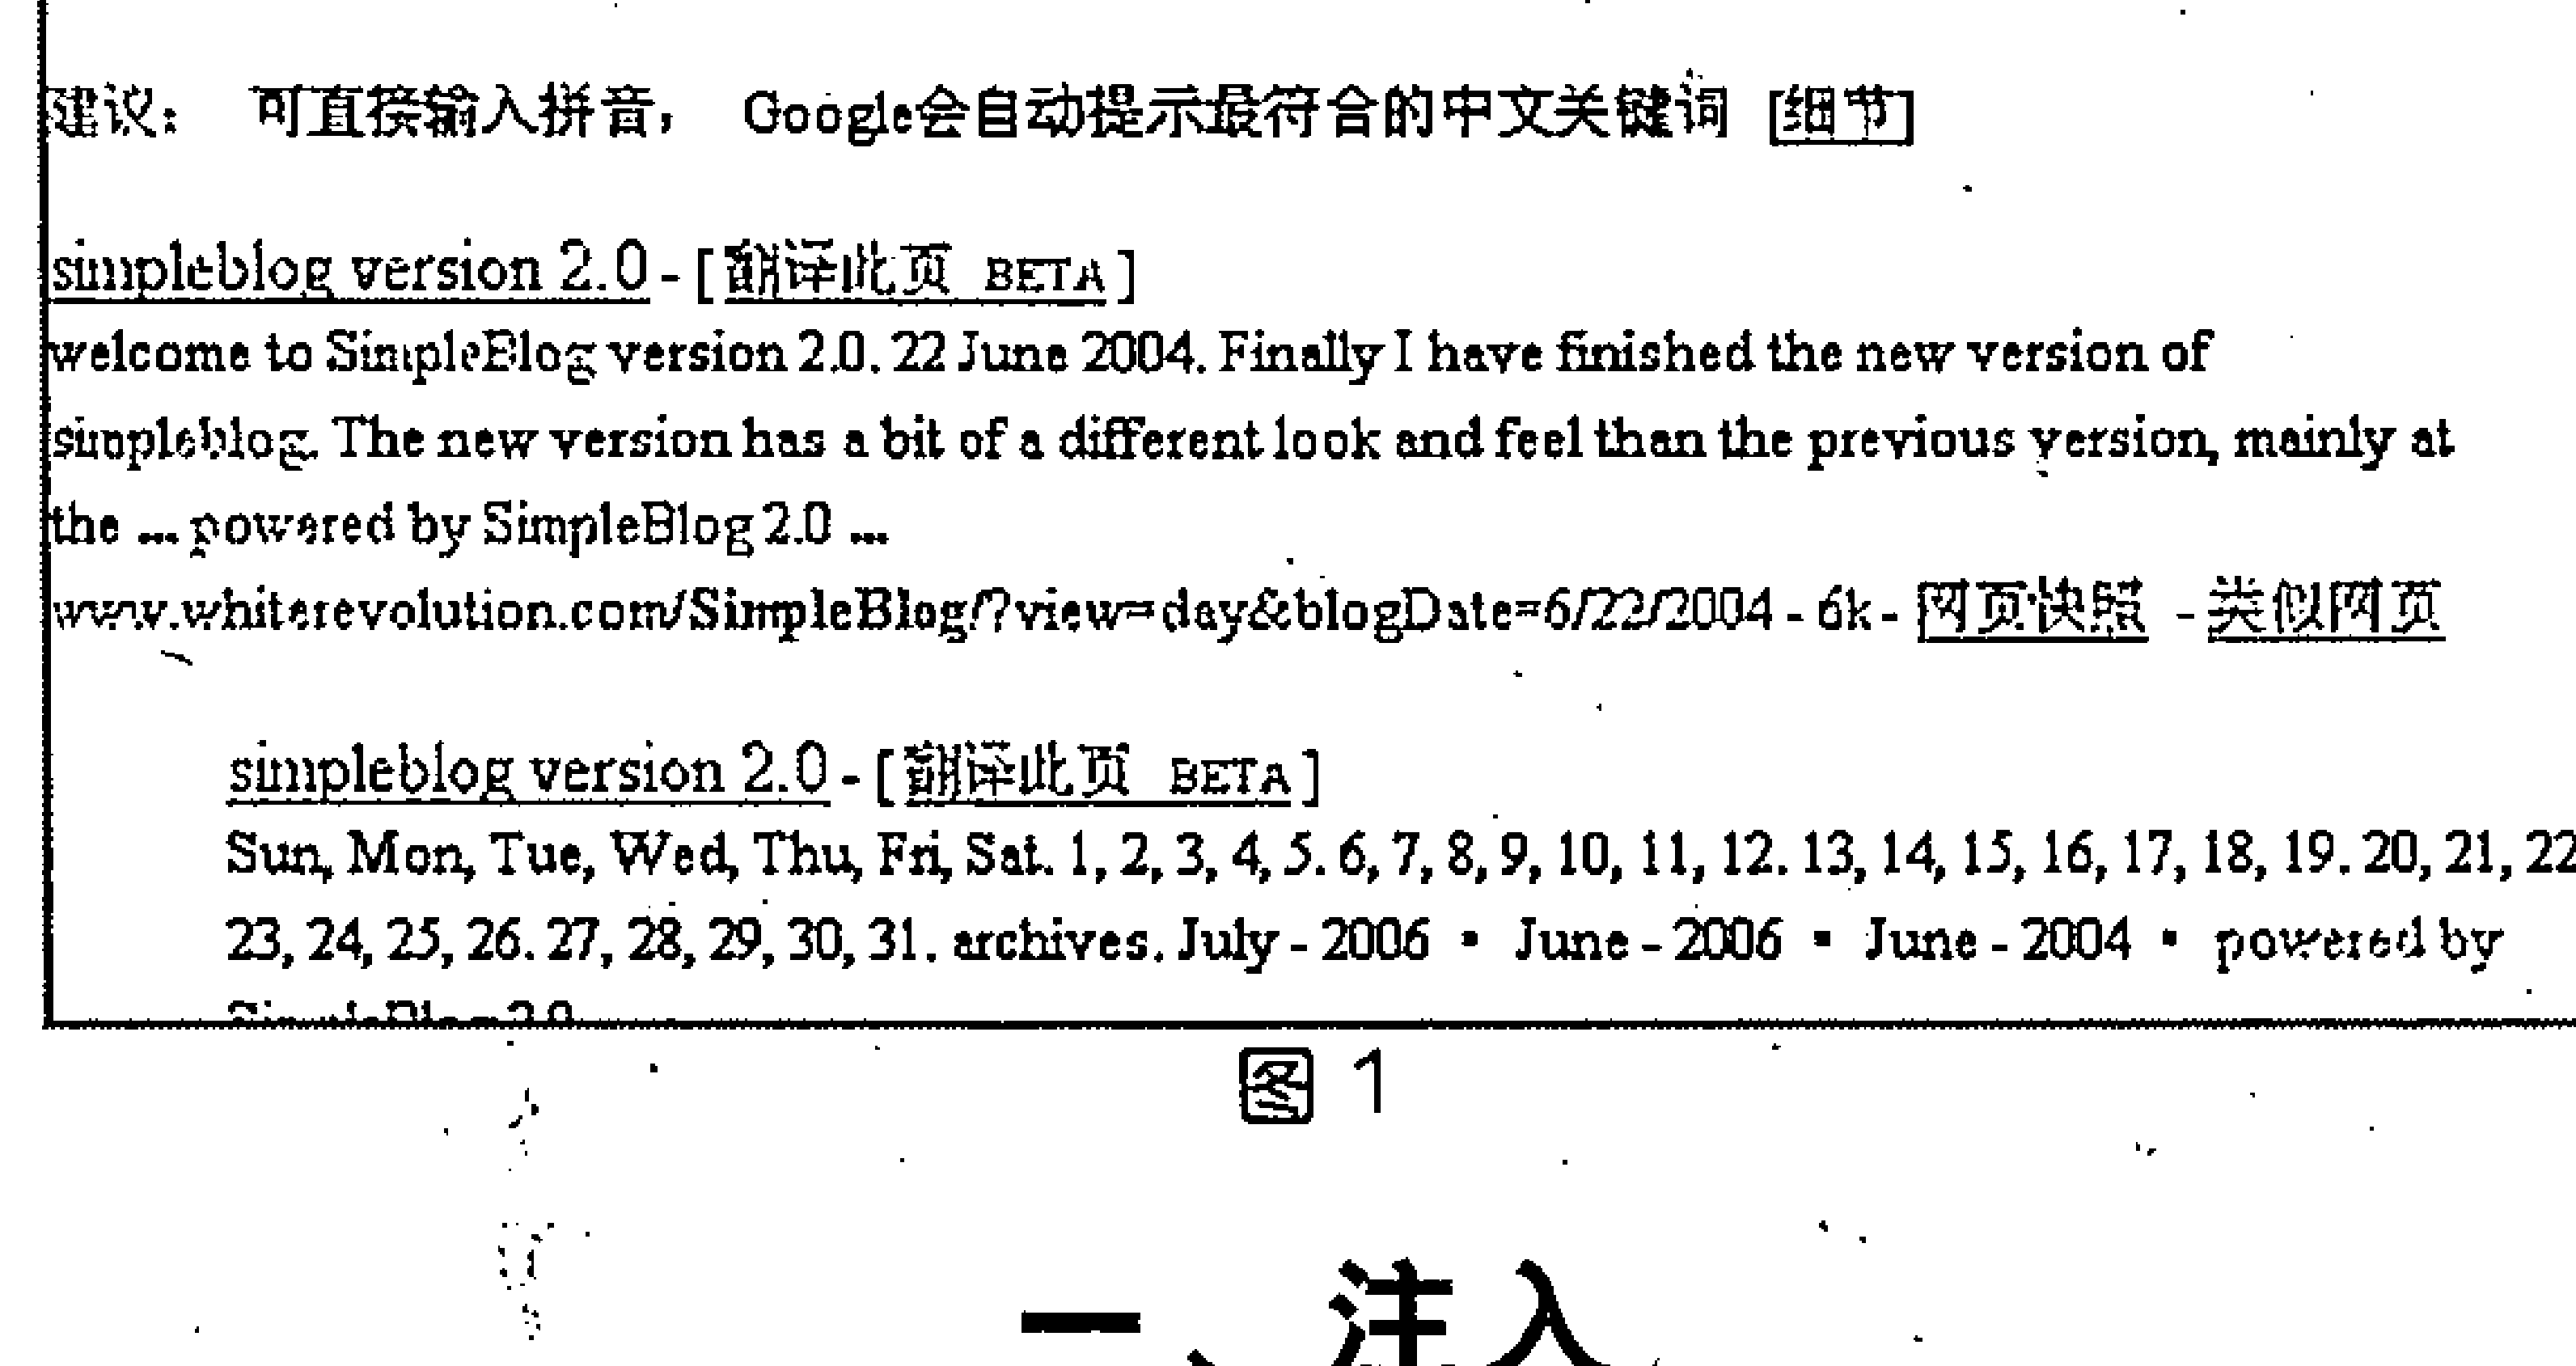 建议： 可直接输入拼音， Google会自动提示最符合的中文关键词 [细节]
simpleblog version 2.0 - [ 翻译此页 BETA ]
welcome to SimpleBlog version 2.0. 22 June 2004. Finally I have finished the new version of
simpleblog. The new version has a bit of a different look and feel than the previous version, mainly at
the ... powered by SimpleBlog 2.0 ...
www.whiterevolution.com/SimpleBlog/?view=day&blogDate=6/22/2004 - 6k - 网页快照 - 类似网页
simpleblog version 2.0 - [ 翻译此页 BETA ]
Sun, Mon, Tue, Wed, Thu, Fri, Sat. 1, 2, 3, 4, 5. 6, 7, 8, 9, 10, 11, 12. 13, 14, 15, 16, 17, 18, 19. 20, 21, 22
23, 24, 25, 26. 27, 28, 29, 30, 31. archives. July - 2006 ▪ June - 2006 ▪ June - 2004 ▪ powered by
SimpleBlog 2.0
图 1
一、注入